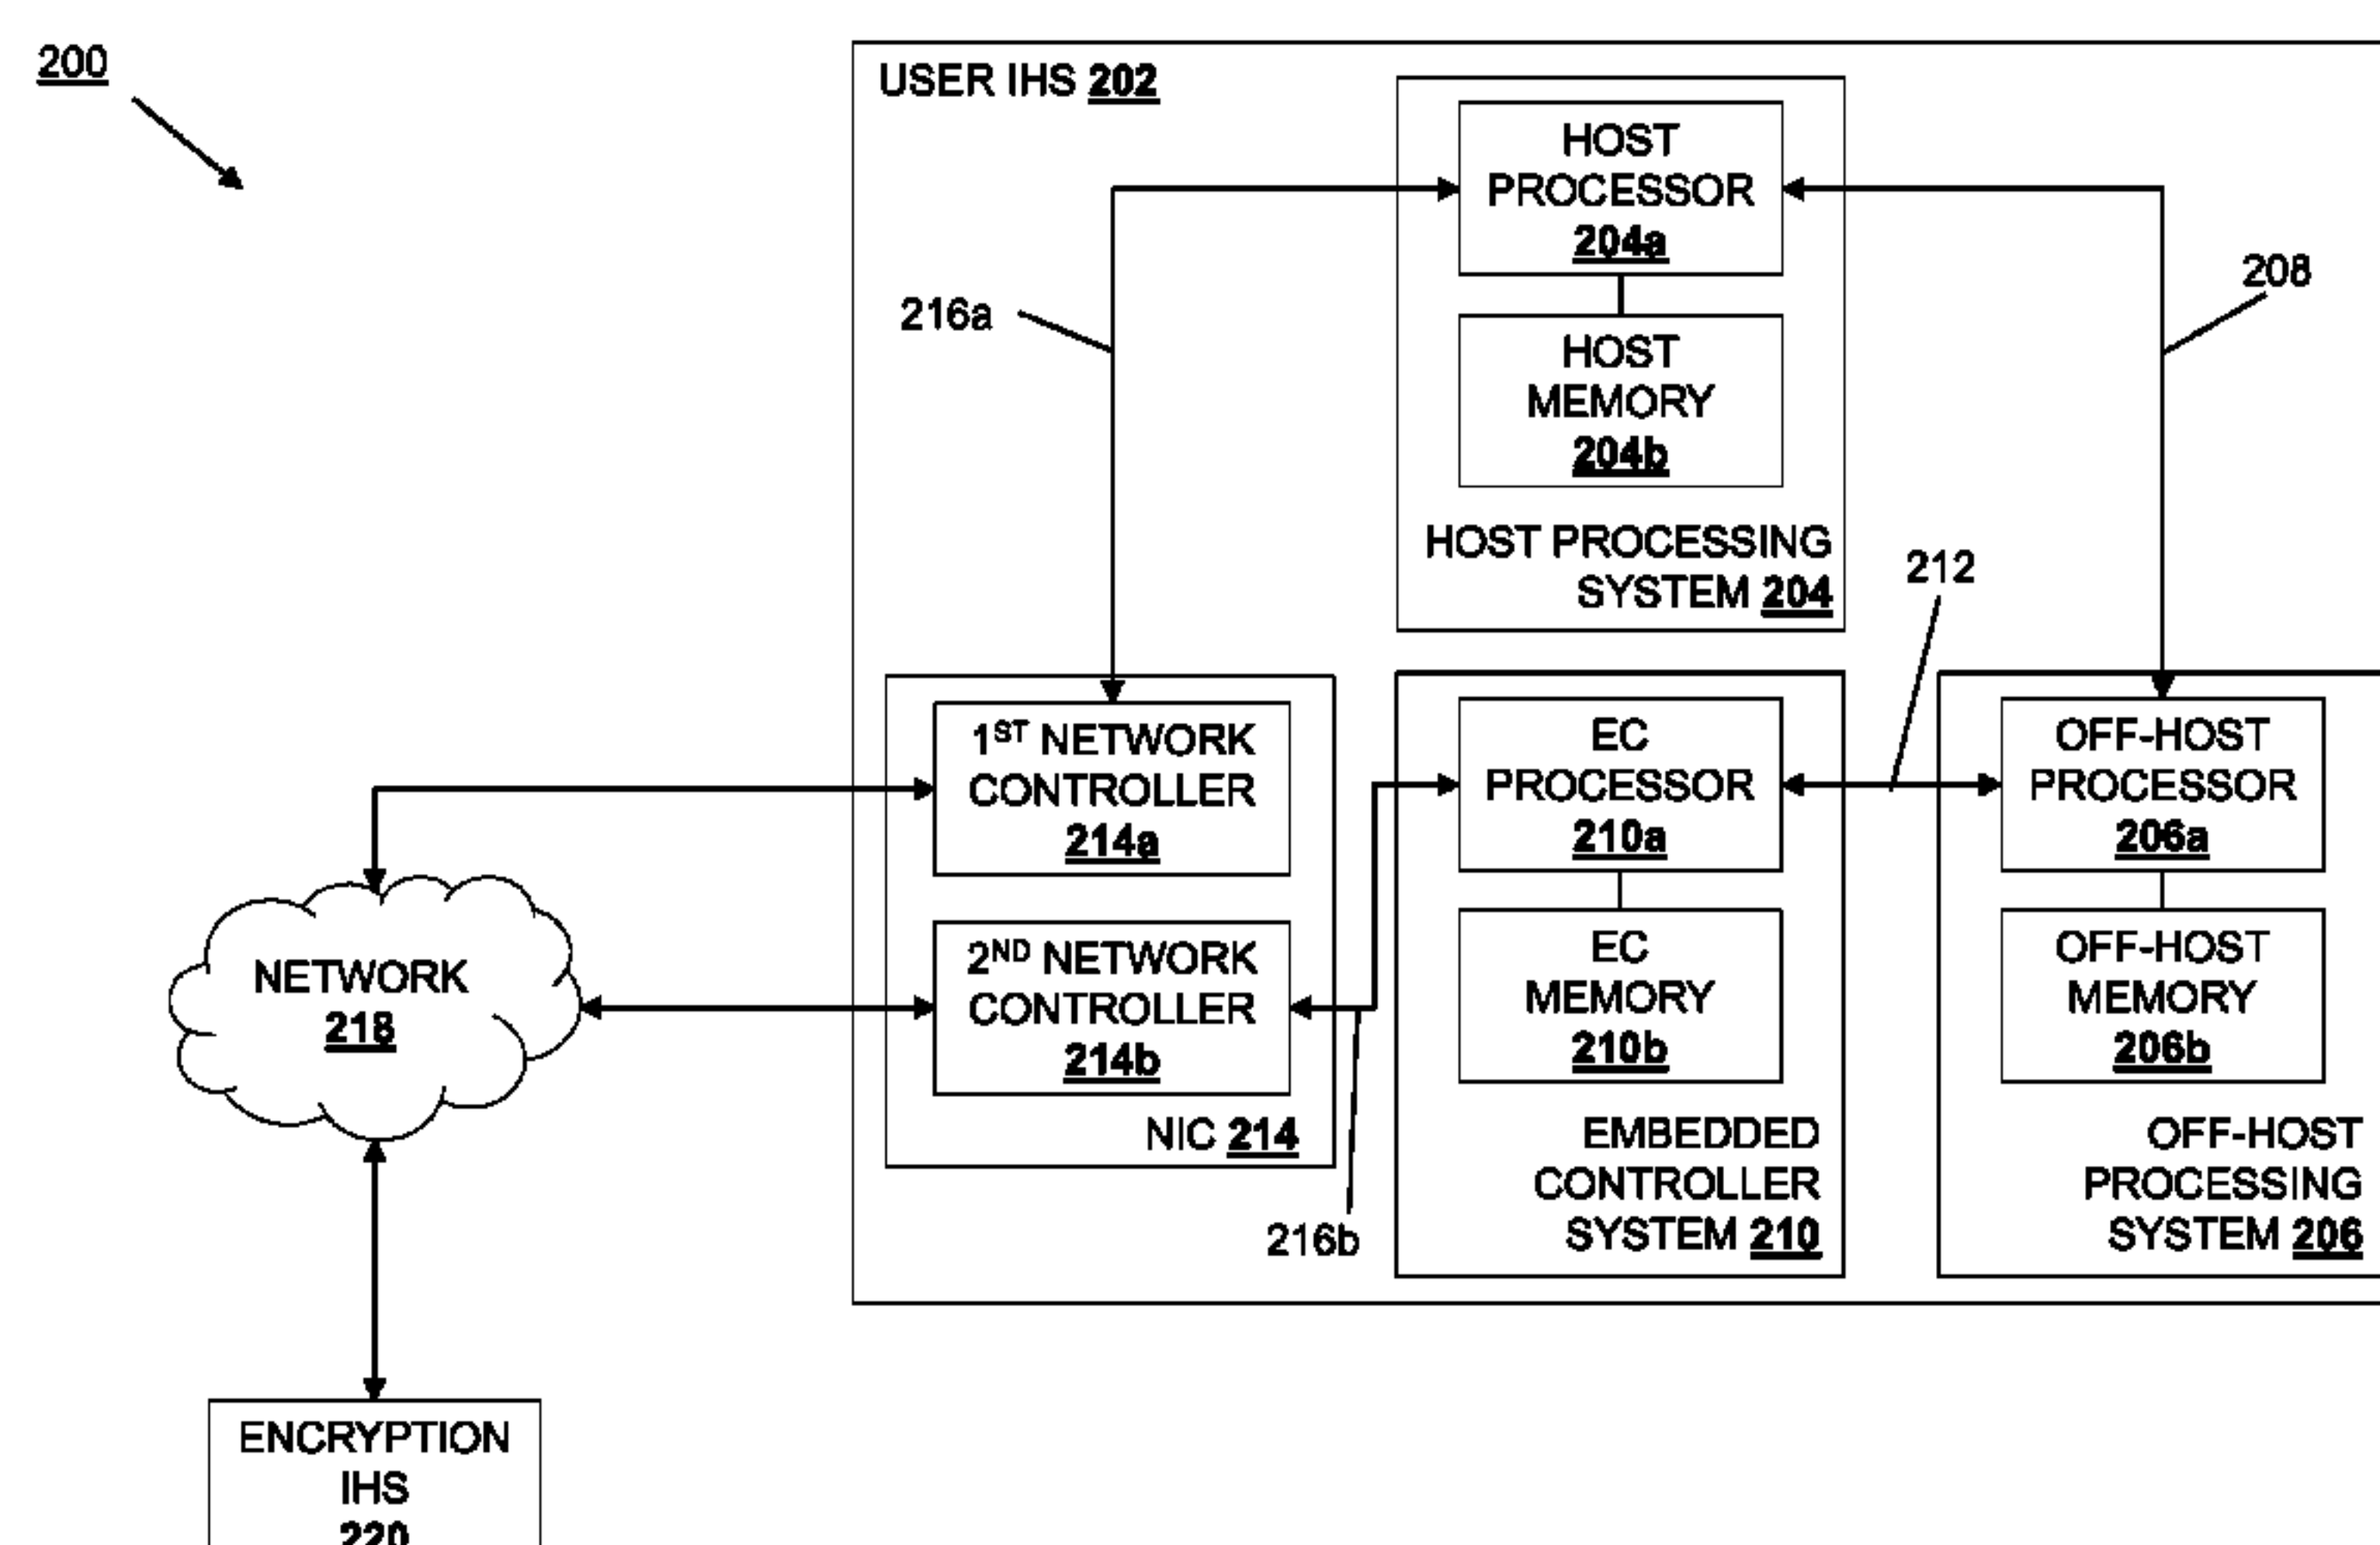 200
USER IHS 202
HOST
PROCESSOR
204a
216a
208
HOST
MEMORY
204b
HOST PROCESSING
SYSTEM 204
212
1ST NETWORK
CONTROLLER
214a
EC
PROCESSOR
210a
OFF-HOST
PROCESSOR
206a
NETWORK
218
2ND NETWORK
CONTROLLER
214b
EC
MEMORY
210b
OFF-HOST
MEMORY
206b
NIC 214
216b
EMBEDDED
CONTROLLER
SYSTEM 210
OFF-HOST
PROCESSING
SYSTEM 206
ENCRYPTION
IHS
220